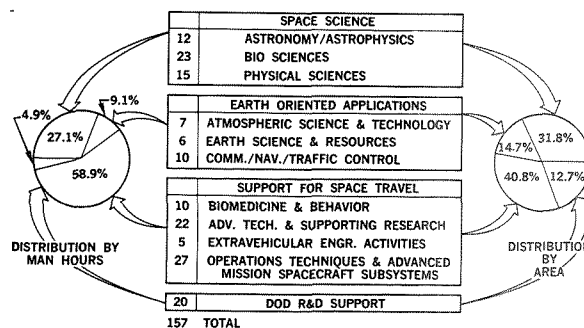 SPACE SCIENCE
12 ASTRONOMY/ASTROPHYSICS
23 BIO SCIENCES
15 PHYSICAL SCIENCES
EARTH ORIENTED APPLICATIONS
7 ATMOSPHERIC SCIENCE & TECHNOLOGY
6 EARTH SCIENCE & RESOURCES
10 COMM./NAV./TRAFFIC CONTROL
SUPPORT FOR SPACE TRAVEL
10 BIOMEDICINE & BEHAVIOR
22 ADV. TECH. & SUPPORTING RESEARCH
5 EXTRAVEHICULAR ENGR. ACTIVITIES
27 OPERATIONS TECHNIQUES & ADVANCED
MISSION SPACECRAFT SUBSYSTEMS
20 DOD R&D SUPPORT
157 TOTAL
4.9%
9.1%
27.1%
58.9%
DISTRIBUTION BY
MAN HOURS
14.7%
31.8%
40.8%
12.7%
DISTRIBUTION
BY
AREA